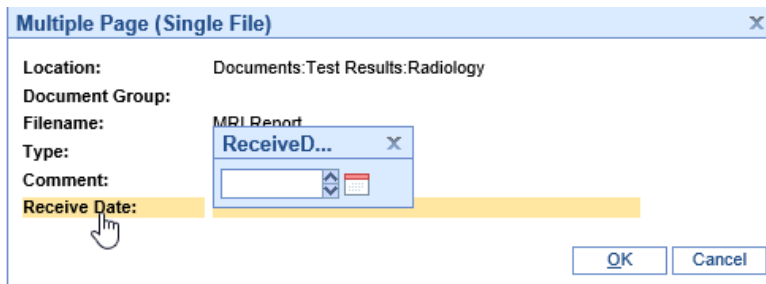 Multiple Page (Single File) x
Location: Documents:Test Results:Radiology
Document Group:
Filename: MRI Report
ReceiveD... x
Type:
Comment:
Receive Date:
OK Cancel